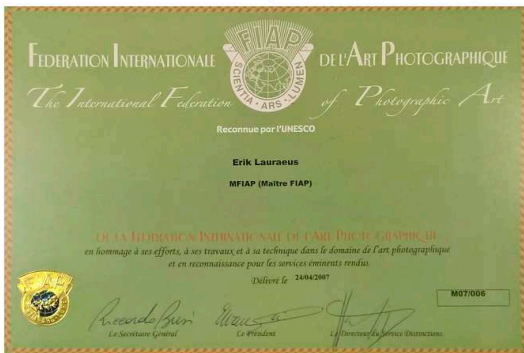 FEDERATION INTERNATIONALE DE L'ART PHOTOGRAPHIQUE
FIAP
SCIENTIA · ARS · LUMEN
The International Federation of Photographic Art
Reconnue par l'UNESCO
Erik Lauraeus
MFIAP (Maître FIAP)
DE LA FEDERATION INTERNATIONALE DE L'ART PHOTOGRAPHIQUE
en hommage à ses efforts, à ses travaux et à sa technique dans le domaine de l'art photographique
et en reconnaissance pour les services éminents rendus
Délivré le 24/04/2007
M07/006
FIAP
Le Secrétaire Général Le Président Le Directeur du Service Distinctions